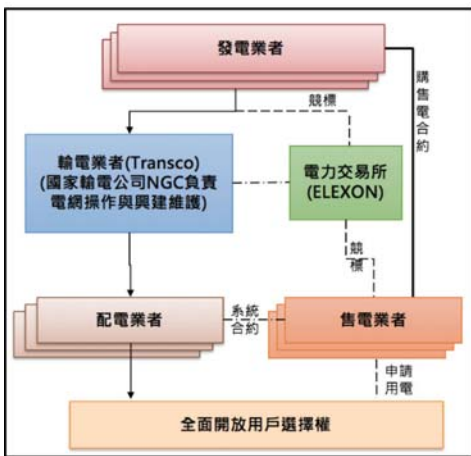 發電業者
競標
購售電合約
輸電業者(Transco)
(國家輸電公司NGC負責
電網操作與興建維護)
電力交易所
(ELEXON)
競標
配電業者
系統
合約
售電業者
申請
用電
全面開放用戶選擇權